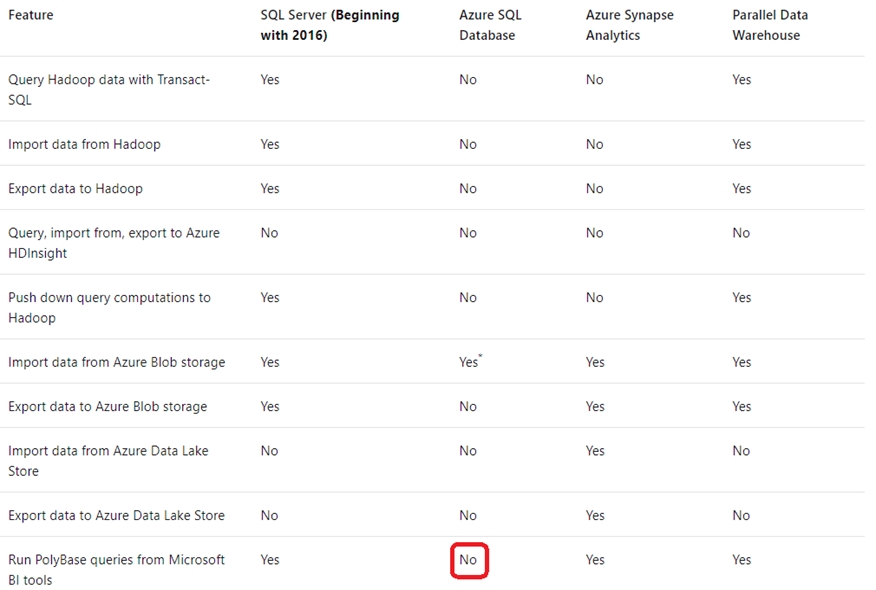 Feature SQL Server (Beginning with 2016) Azure SQL Database Azure Synapse Analytics Parallel Data Warehouse
Query Hadoop data with Transact-SQL Yes No No Yes
Import data from Hadoop Yes No No Yes
Export data to Hadoop Yes No No Yes
Query, import from, export to Azure HDInsight No No No No
Push down query computations to Hadoop Yes No No Yes
Import data from Azure Blob storage Yes Yes* Yes Yes
Export data to Azure Blob storage Yes No Yes Yes
Import data from Azure Data Lake Store No No Yes No
Export data to Azure Data Lake Store No No Yes No
Run PolyBase queries from Microsoft BI tools Yes No Yes Yes